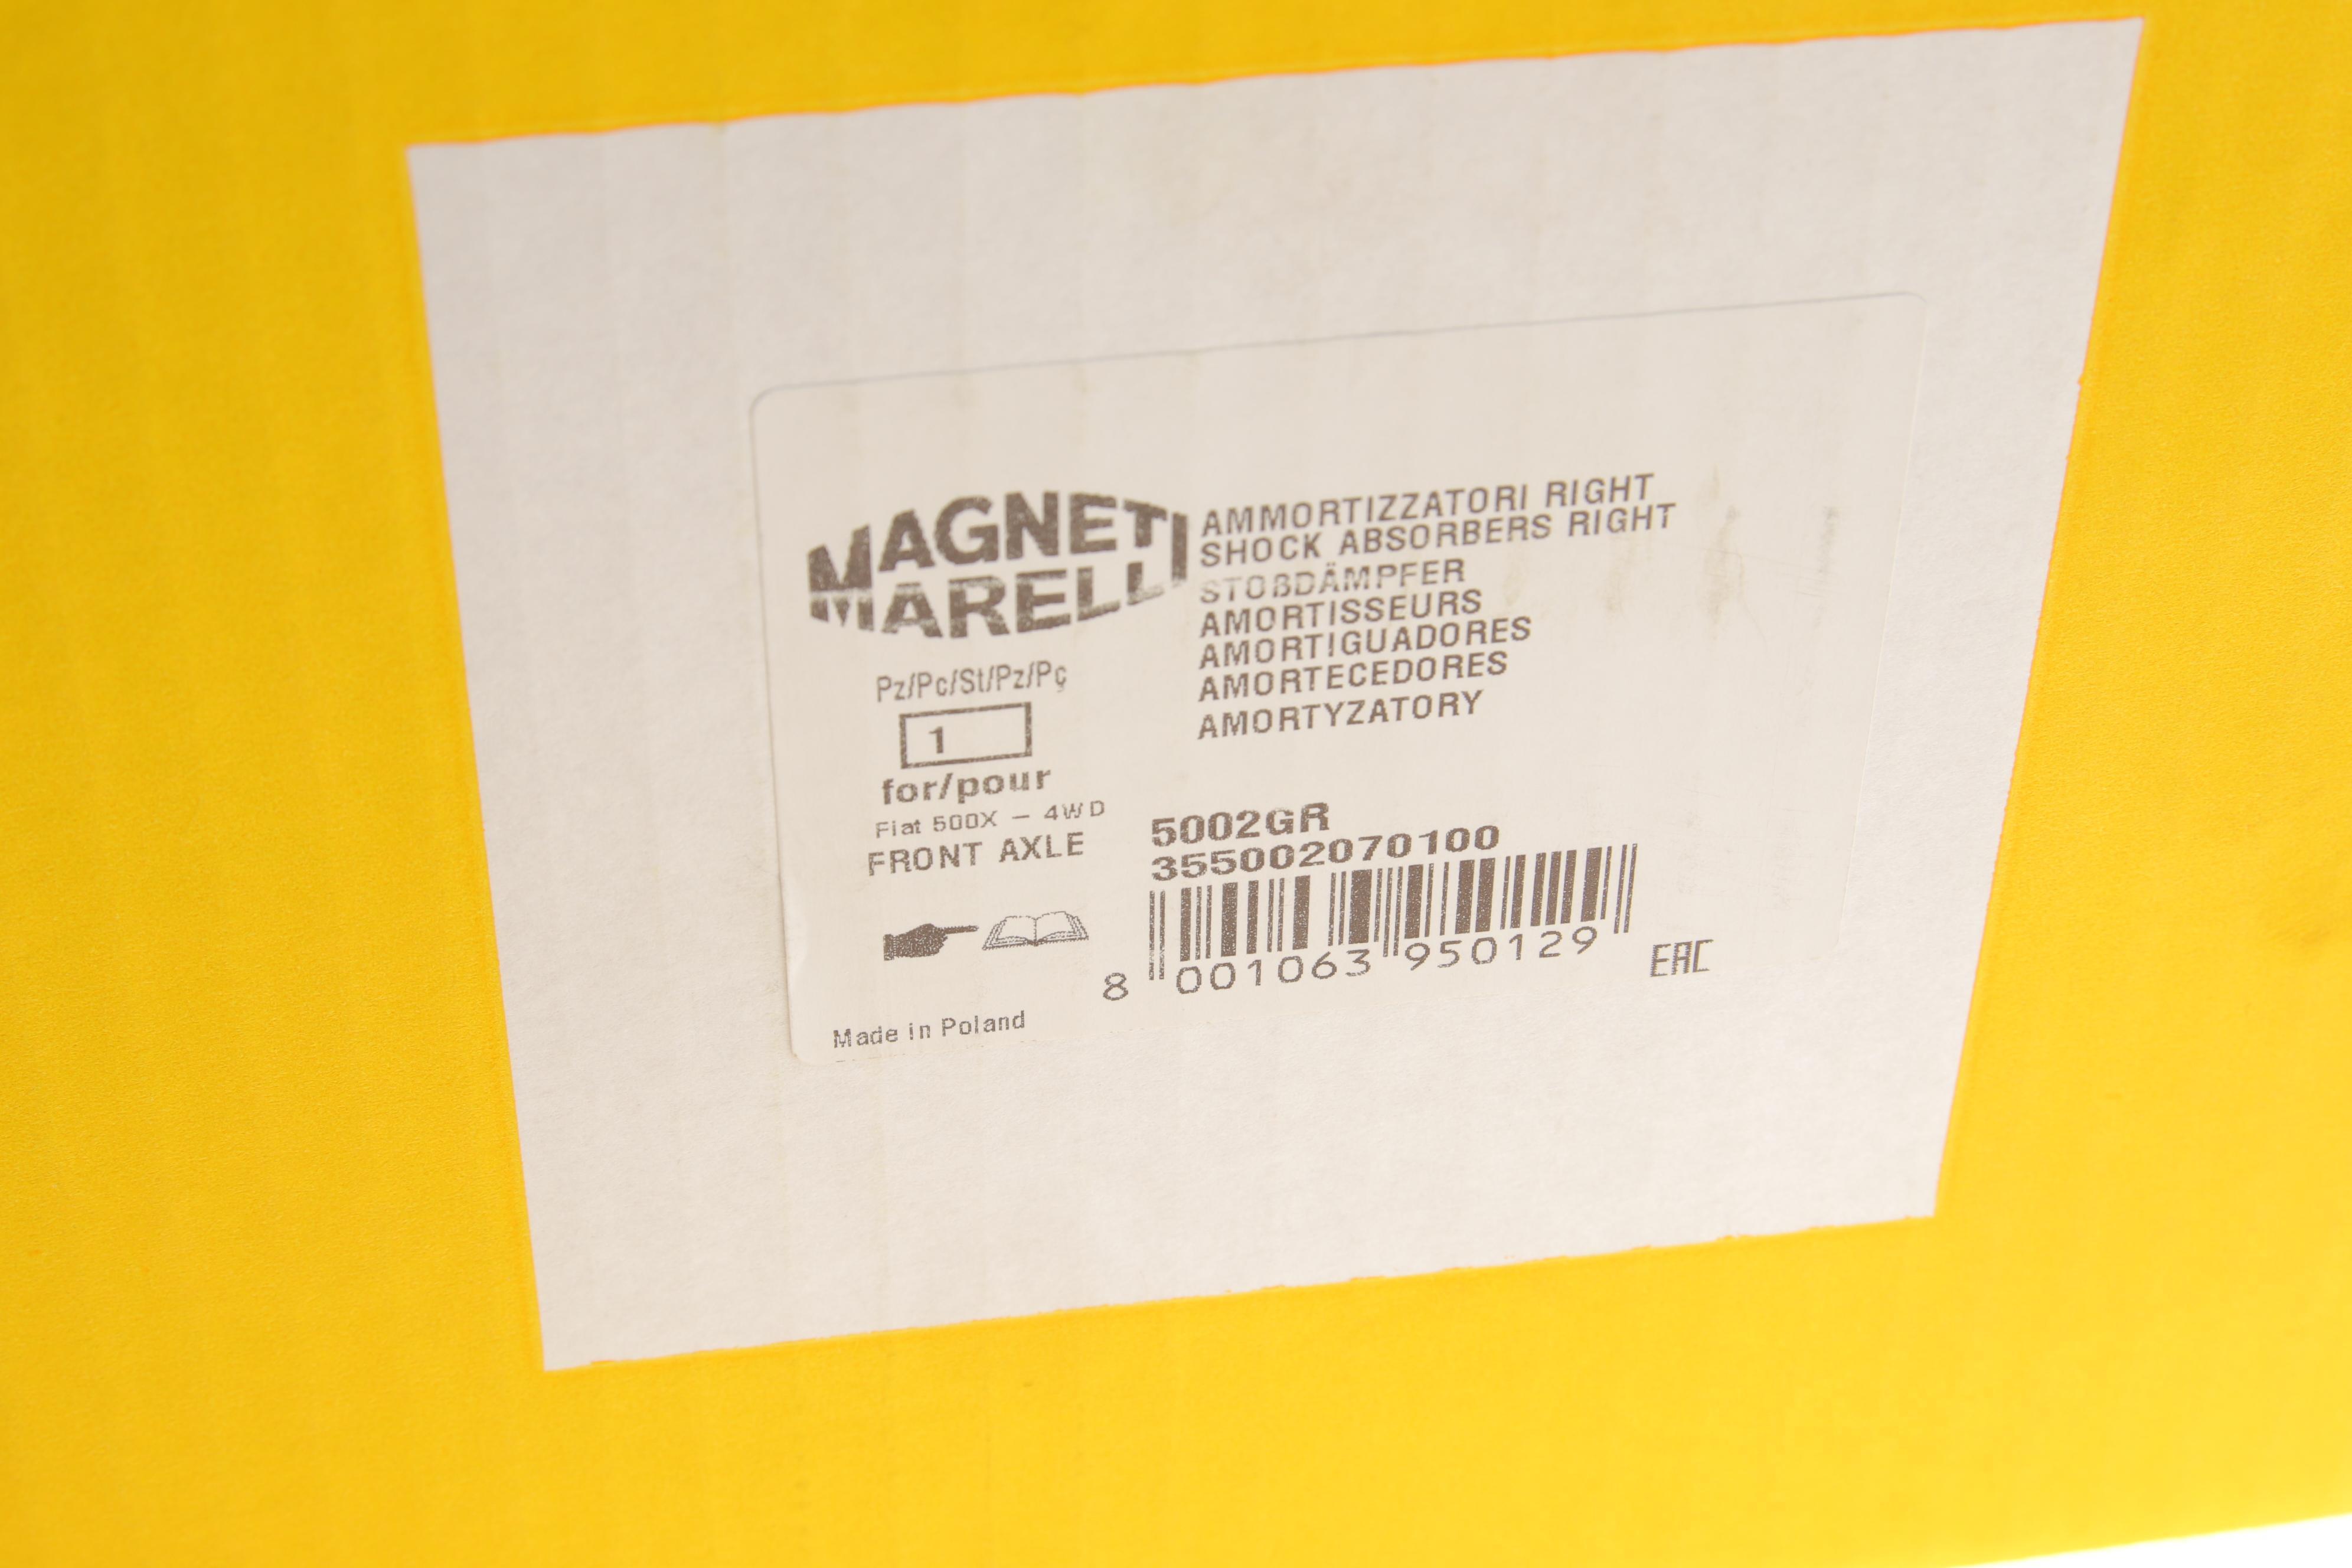 MAGNETI
MARELLI
AMMORTIZZATORI RIGHT
SHOCK ABSORBERS RIGHT
STOßDÄMPFER
AMORTISSEURS
AMORTIGUADORES
AMORTECEDORES
AMORTYZATORY
Pz/Pc/St/Pz/Pç
1
for/pour
Fiat 500X – 4WD
FRONT AXLE
5002GR
355002070100
8 001063 950129
EAC
Made in Poland